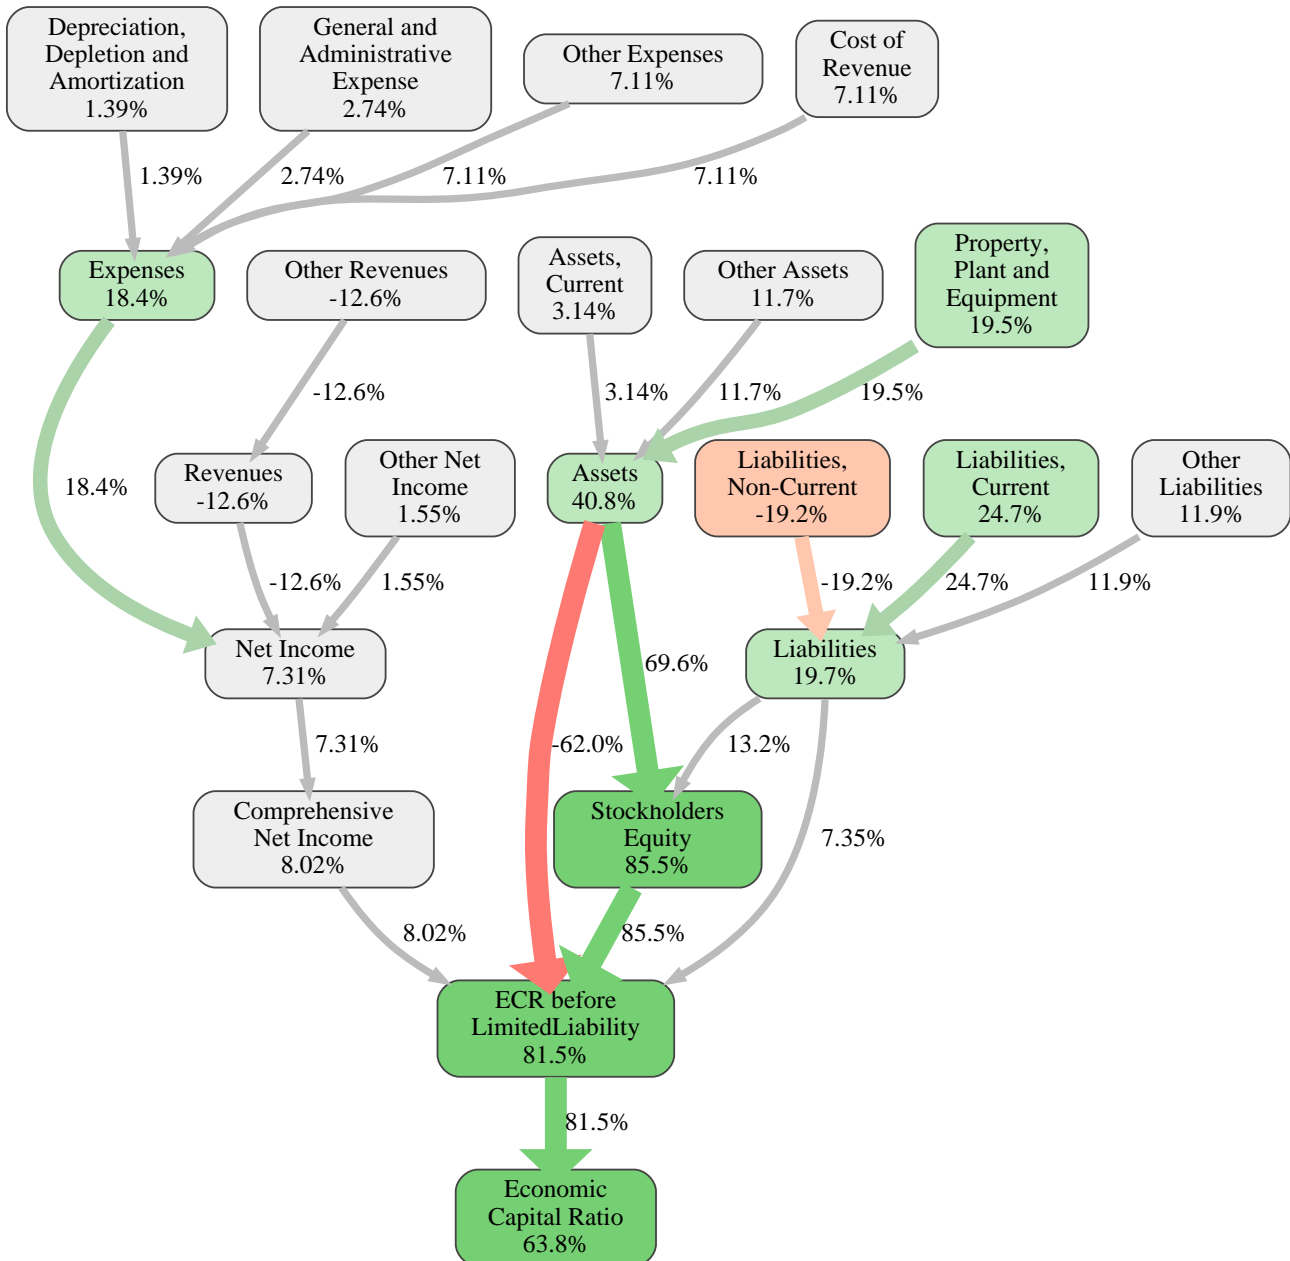 Depreciation,
Depletion and
Amortization
1.39%
General and
Administrative
Expense
2.74%
Other Expenses
7.11%
Cost of
Revenue
7.11%
1.39%
2.74%
7.11%
7.11%
Expenses
18.4%
Other Revenues
-12.6%
Assets,
Current
3.14%
Other Assets
11.7%
Property,
Plant and
Equipment
19.5%
-12.6%
3.14%
11.7%
19.5%
18.4%
Revenues
-12.6%
Other Net
Income
1.55%
Assets
40.8%
Liabilities,
Non-Current
-19.2%
Liabilities,
Current
24.7%
Other
Liabilities
11.9%
-12.6%
1.55%
-19.2%
24.7%
11.9%
Net Income
7.31%
69.6%
Liabilities
19.7%
7.31%
-62.0%
13.2%
Comprehensive
Net Income
8.02%
Stockholders
Equity
85.5%
7.35%
8.02%
85.5%
ECR before
LimitedLiability
81.5%
81.5%
Economic
Capital Ratio
63.8%